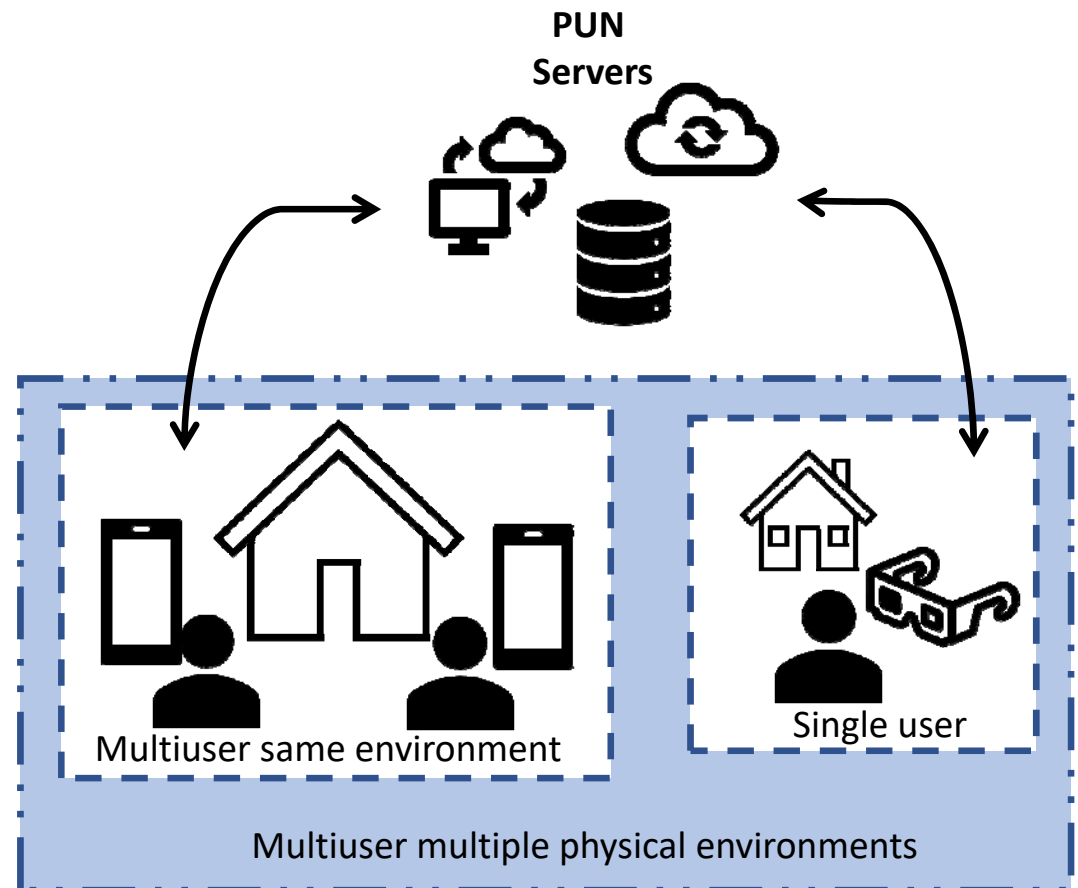 PUN
Servers
Multiuser same environment
Single user
Multiuser multiple physical environments